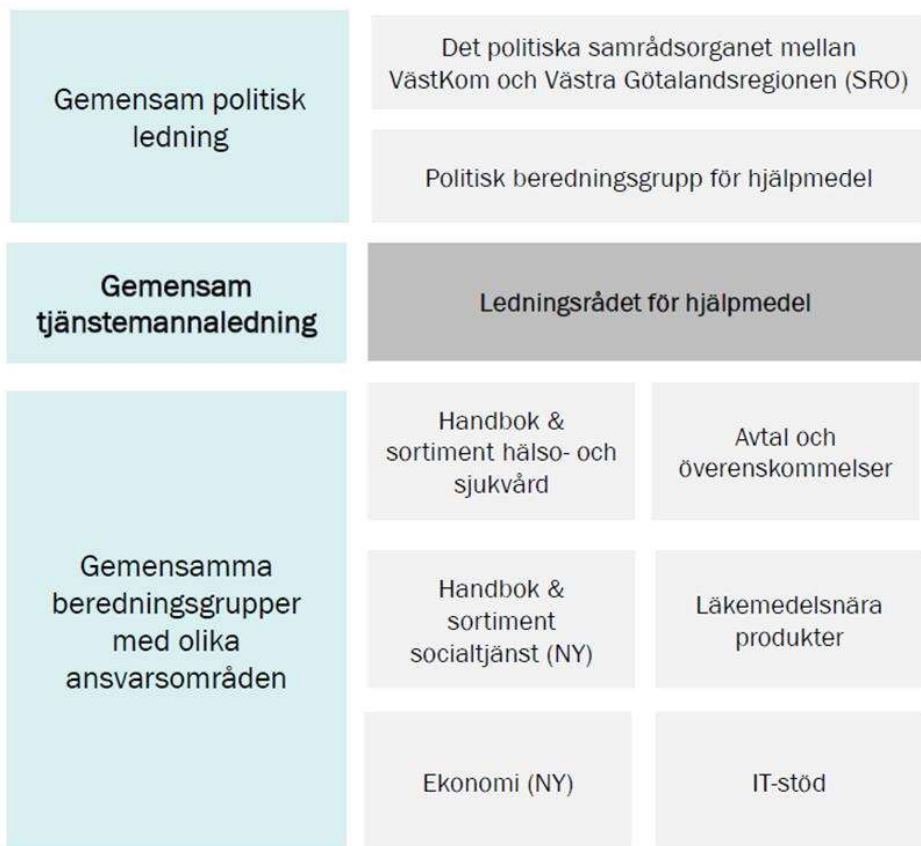 Gemensam politisk
ledning
Det politiska samrådsorganet mellan
VästKom och Västra Götalandsregionen (SRO)
Politisk beredningsgrupp för hjälpmedel
Gemensam
tjänstemannaledning
Ledningsrådet för hjälpmedel
Gemensamma
beredningsgrupper
med olika
ansvarsområden
Handbok &
sortiment hälso- och
sjukvård
Avtal och
överenskommelser
Handbok &
sortiment
socialtjänst (NY)
Läkemedelsnära
produkter
Ekonomi (NY)
IT-stöd